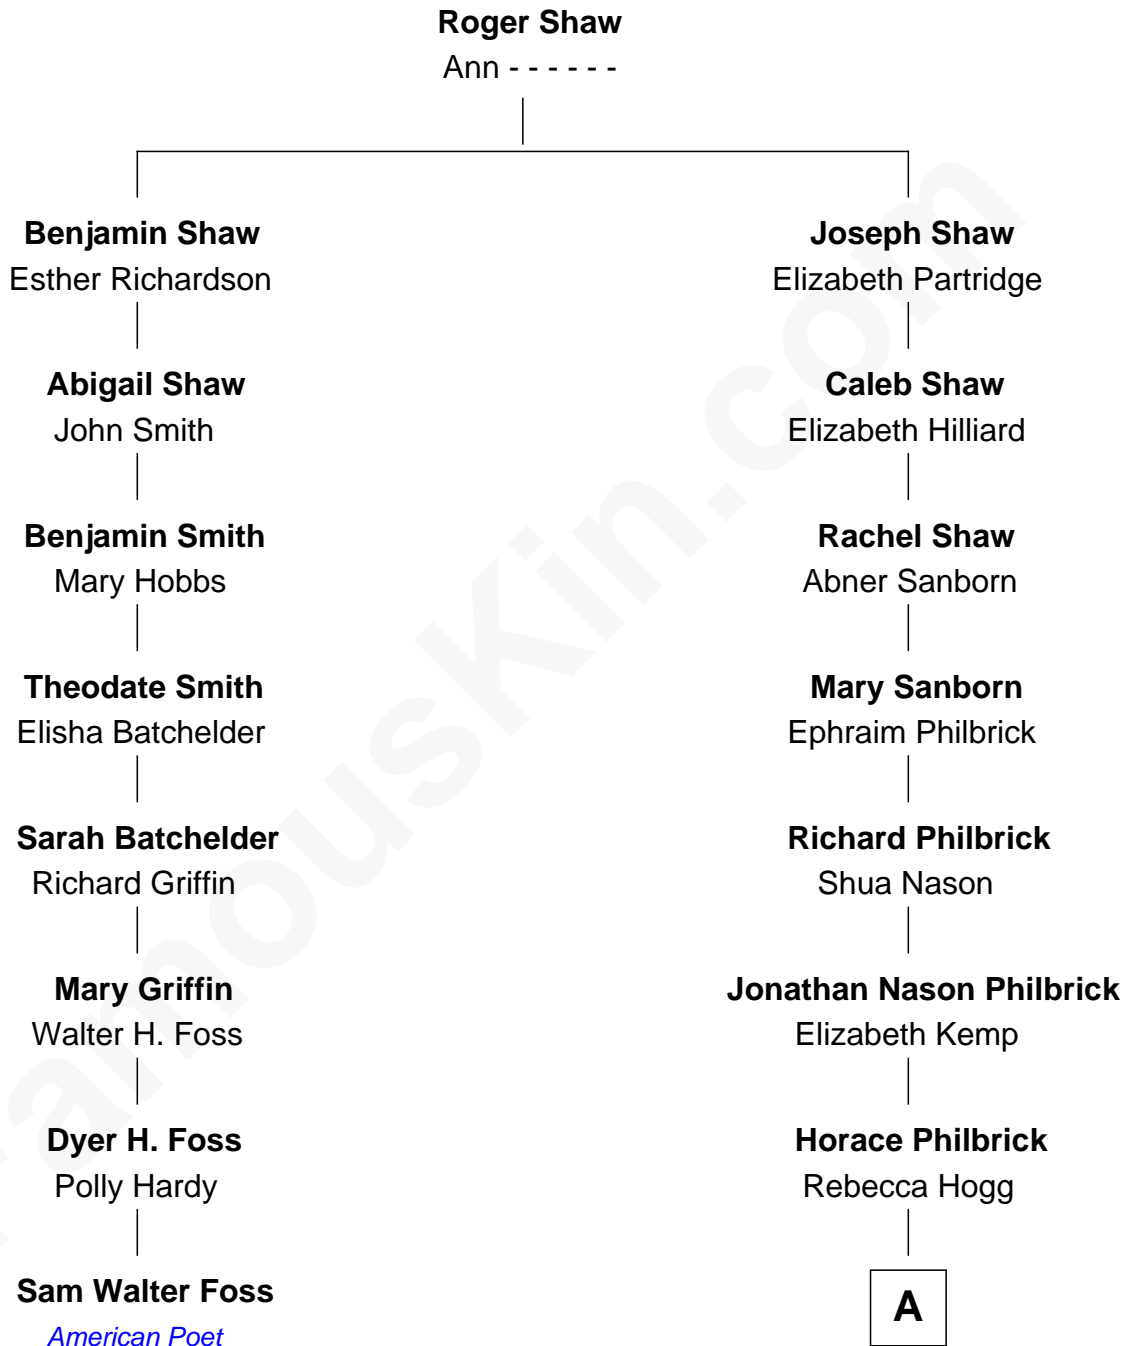 Roger Shaw
Ann - - - - - -
Benjamin Shaw
Esther Richardson
Joseph Shaw
Elizabeth Partridge
Abigail Shaw
John Smith
Caleb Shaw
Elizabeth Hilliard
Benjamin Smith
Mary Hobbs
Rachel Shaw
Abner Sanborn
Theodate Smith
Elisha Batchelder
Mary Sanborn
Ephraim Philbrick
Sarah Batchelder
Richard Griffin
Richard Philbrick
Shua Nason
Mary Griffin
Walter H. Foss
Jonathan Nason Philbrick
Elizabeth Kemp
Dyer H. Foss
Polly Hardy
Horace Philbrick
Rebecca Hogg
Sam Walter Foss
American Poet
A
FamousKin.com